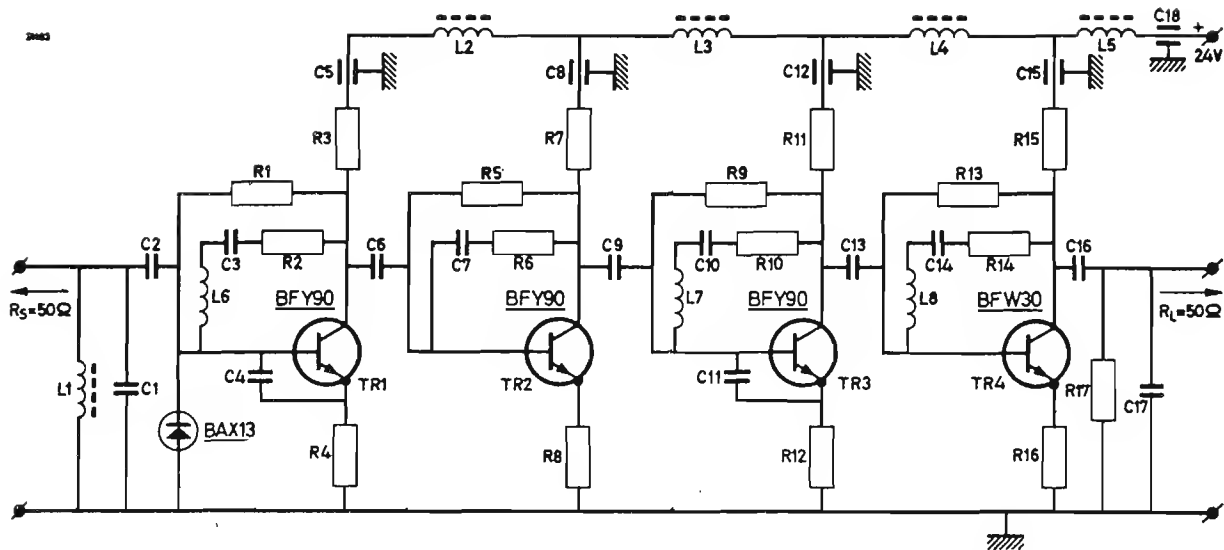 L2
L3
L4
L5
C18
+
24V
C5
C8
C12
C15
R3
R7
R11
R15
R1
R5
R9
R13
C2
C3
R2
C6
C7
R6
C9
C10
R10
C13
C14
R14
C16
L6
L7
L8
RS=50Ω
BFY90
BFY90
BFY90
BFW30
RL=50Ω
L1
C1
C4
TR1
TR2
C11
TR3
TR4
R17
C17
BAX13
R4
R8
R12
R16